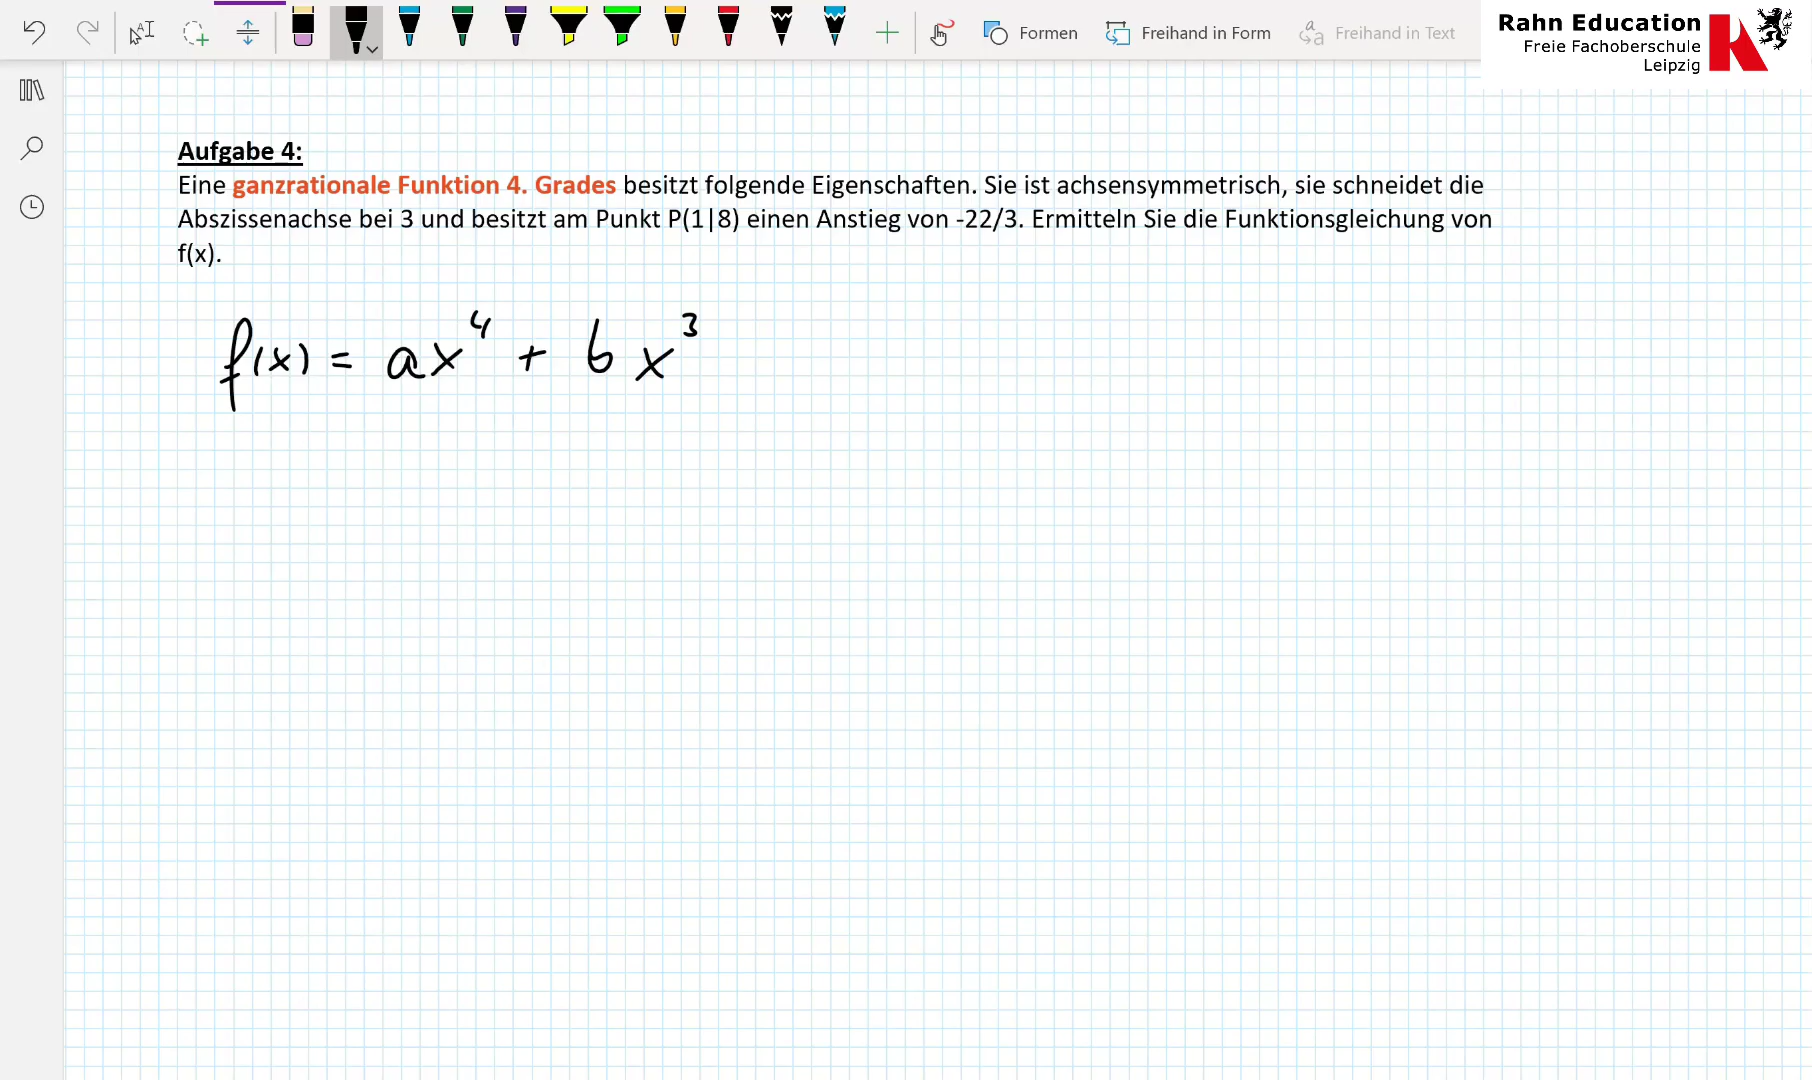 Formen
Freihand in Form
Freihand in Text
Rahn Education
Freie Fachoberschule
Leipzig
Aufgabe 4:
Eine ganzrationale Funktion 4. Grades besitzt folgende Eigenschaften. Sie ist achsensymmetrisch, sie schneidet die
Abszissenachse bei 3 und besitzt am Punkt P(1|8) einen Anstieg von -22/3. Ermitteln Sie die Funktionsgleichung von
f(x).
f(x) = ax⁴ + bx³